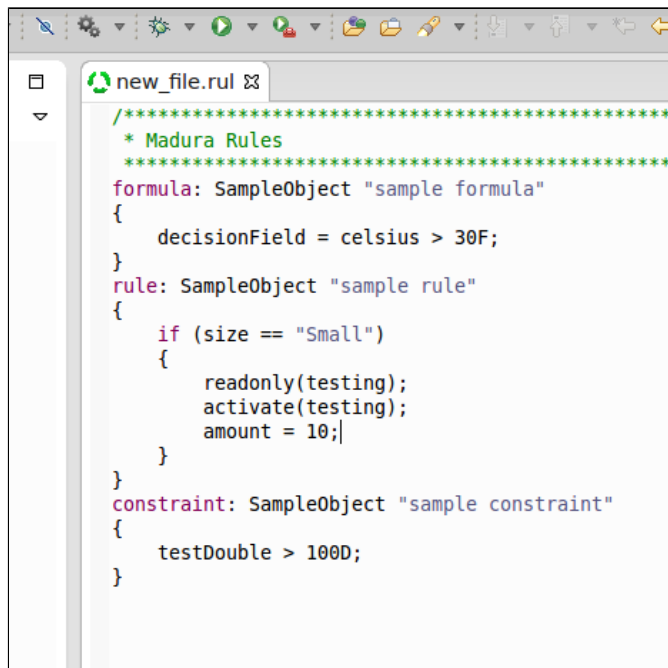 new_file.rul
/************************************************
* Madura Rules
************************************************
formula: SampleObject "sample formula"
{
decisionField = celsius > 30F;
}
rule: SampleObject "sample rule"
{
if (size == "Small")
{
readonly(testing);
activate(testing);
amount = 10;
}
}
constraint: SampleObject "sample constraint"
{
testDouble > 100D;
}